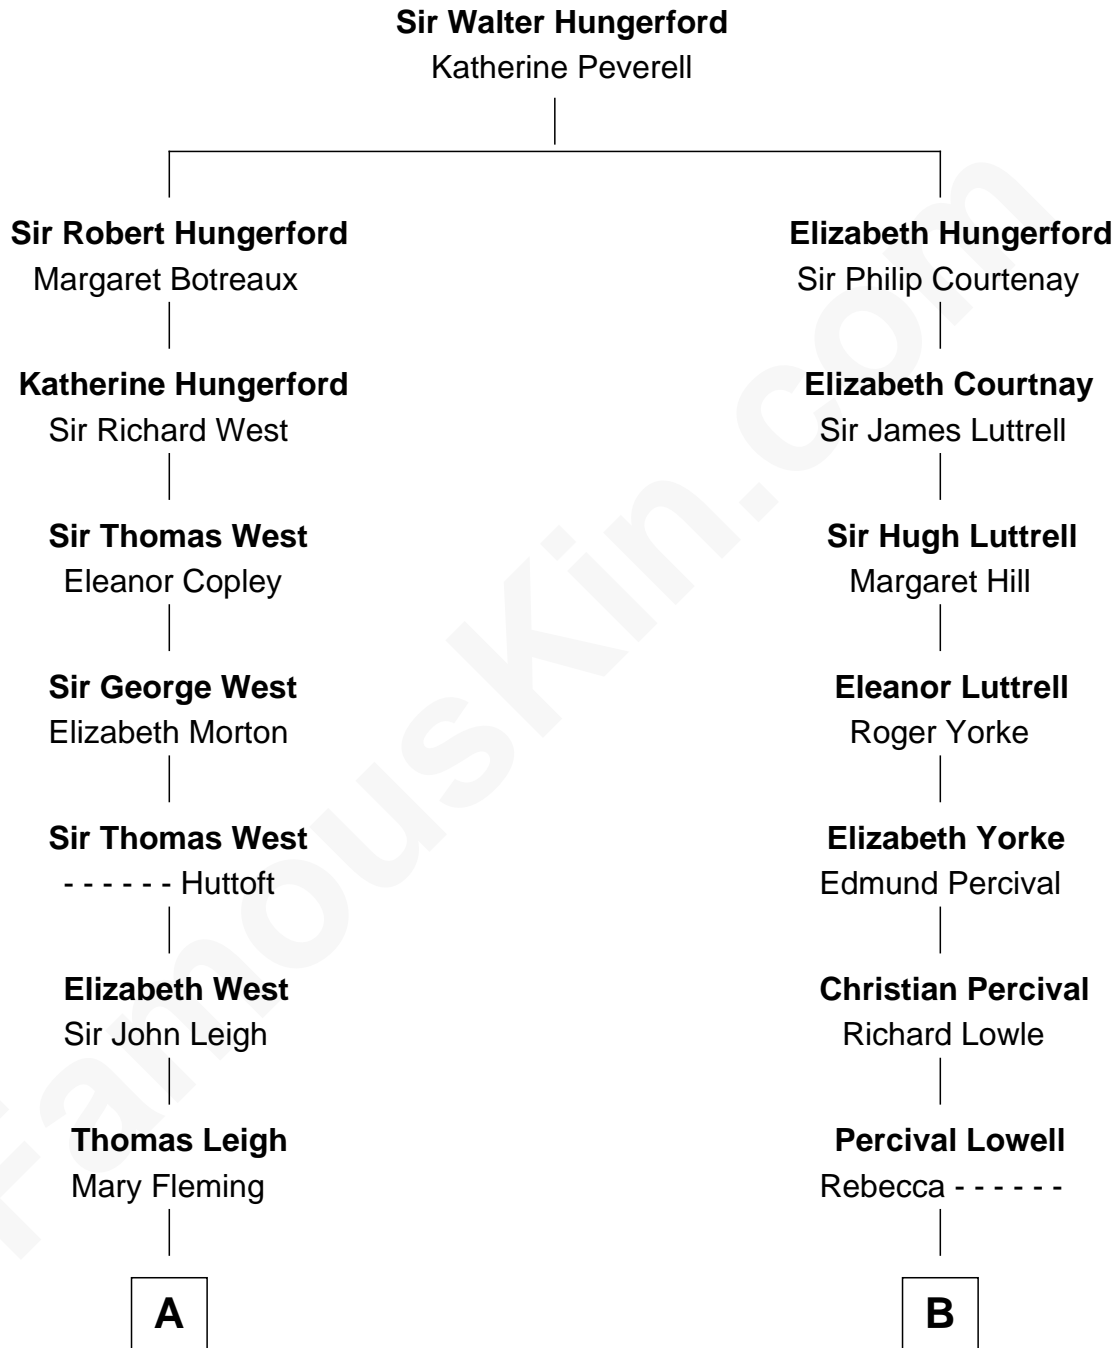 Sir Walter Hungerford
Katherine Peverell
Sir Robert Hungerford
Margaret Botreaux
Elizabeth Hungerford
Sir Philip Courtenay
Katherine Hungerford
Sir Richard West
Elizabeth Courtnay
Sir James Luttrell
Sir Thomas West
Eleanor Copley
Sir Hugh Luttrell
Margaret Hill
Sir George West
Elizabeth Morton
Eleanor Luttrell
Roger Yorke
Sir Thomas West
- - - - - - Huttoft
Elizabeth Yorke
Edmund Percival
Elizabeth West
Sir John Leigh
Christian Percival
Richard Lowle
Thomas Leigh
Mary Fleming
Percival Lowell
Rebecca - - - - - -
A
B
FamousKin.com